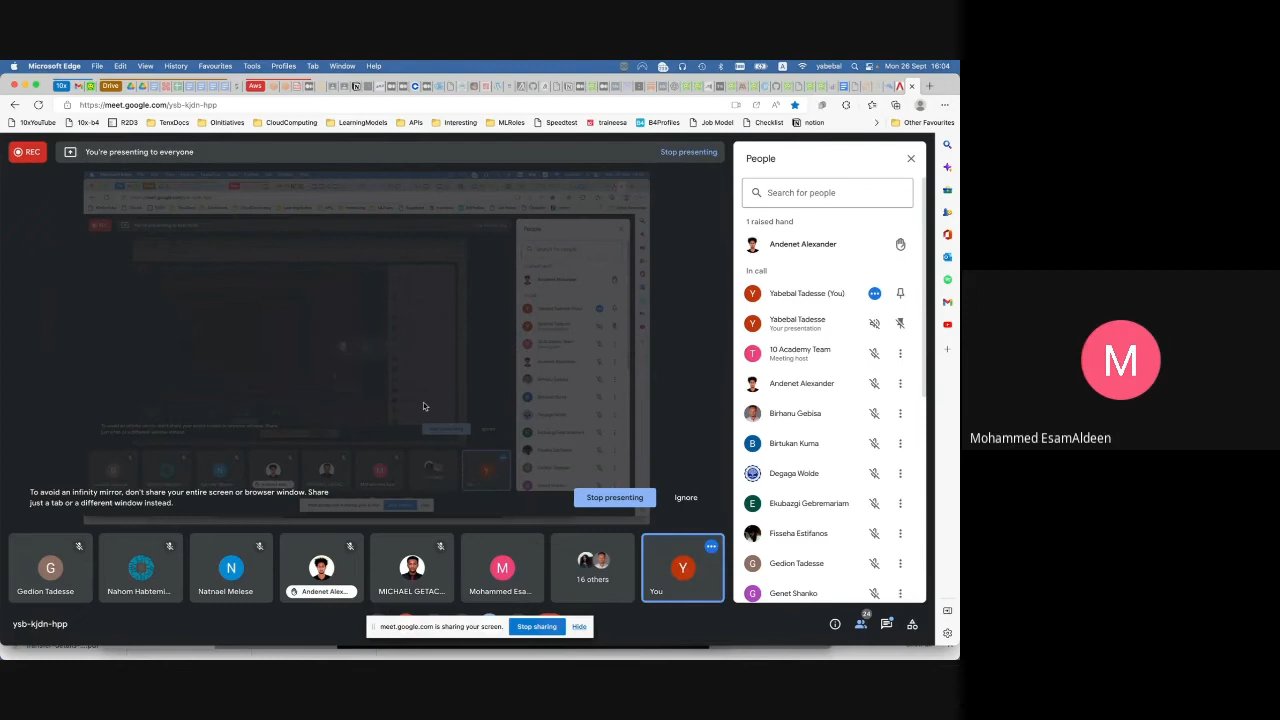 Microsoft Edge File Edit View History Favourites Tools Profiles Tab Window Help
yabebal Mon 26 Sept 16:04
10x Drive Aws
https://meet.google.com/ysb-kjdn-hpp
10xYouTube 10x-b4 R2D3 TenxDocs OInitiatives CloudComputing LearningModels APIs Interesting MLRoles Speedtest traineesa B4Profiles Job Model Checklist notion Other Favourites
REC You're presenting to everyone Stop presenting
To avoid an infinity mirror, don't share your entire screen or browser window. Share
just a tab or a different window instead.
Stop presenting Ignore
People
Search for people
1 raised hand
Andenet Alexander
In call
Y Yabebal Tadesse (You)
Y Yabebal Tadesse
Your presentation
T 10 Academy Team
Meeting host
Andenet Alexander
Birhanu Gebisa
B Birtukan Kuma
Degaga Wolde
E Ekubazgi Gebremariam
Fisseha Estifanos
G Gedion Tadesse
G Genet Shanko
G Gedion Tadesse
Nahom Habtemi...
N Natnael Melese
Andenet Alex...
MICHAEL GETAC...
M Mohammed Esa...
16 others
Y You
ysb-kjdn-hpp
meet.google.com is sharing your screen. Stop sharing Hide
24
M
Mohammed EsamAldeen